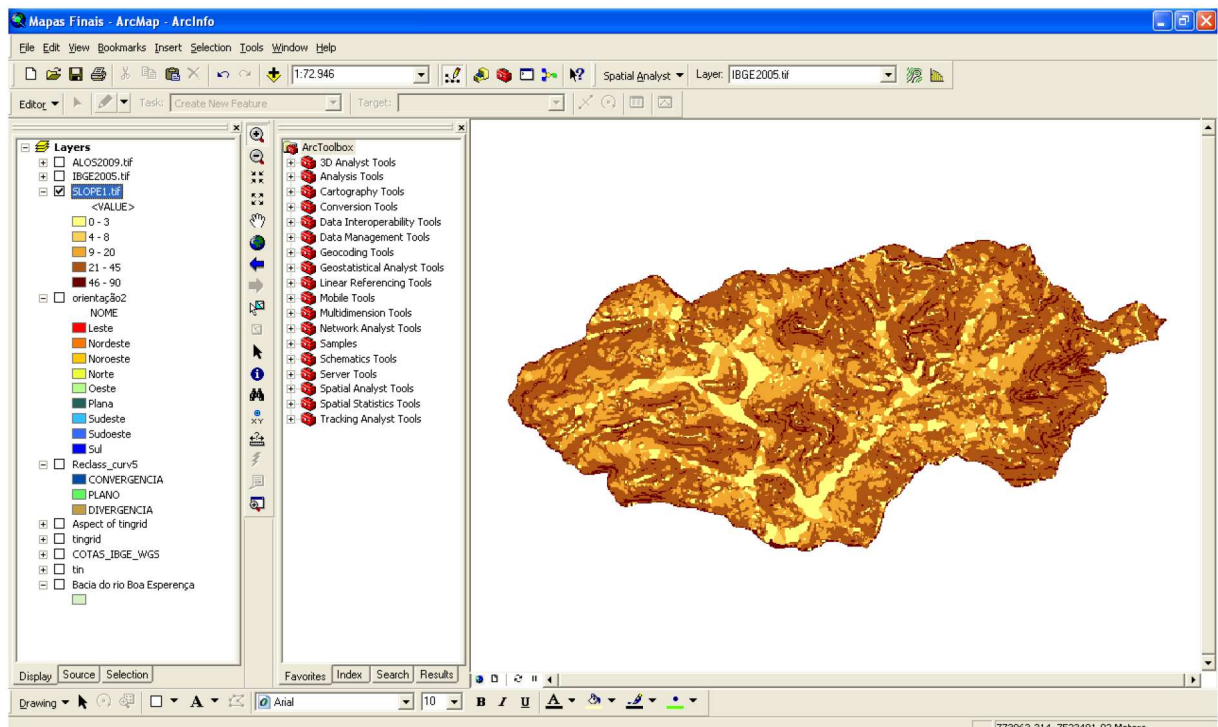 Mapas Finais - ArcMap - ArcInfo
File Edit View Bookmarks Insert Selection Tools Window Help
1:72.946
Spatial Analyst
Layer: IBGE2005.tif
Editor
Task: Create New Feature
Target:
Layers
ALOS2009.tif
IBGE2005.tif
SLOPE1.tif
<VALUE>
0 - 3
4 - 8
9 - 20
21 - 45
46 - 90
orientação2
NOME
Leste
Nordeste
Noroeste
Norte
Oeste
Plana
Sudeste
Sudoeste
Sul
Reclass_curv5
CONVERGENCIA
PLANO
DIVERGENCIA
Aspect of tingrid
tingrid
COTAS_IBGE_WGS
tin
Bacia do rio Boa Esperença
Display Source Selection
ArcToolbox
3D Analyst Tools
Analysis Tools
Cartography Tools
Conversion Tools
Data Interoperability Tools
Data Management Tools
Geocoding Tools
Geostatistical Analyst Tools
Linear Referencing Tools
Mobile Tools
Multidimension Tools
Network Analyst Tools
Samples
Schematics Tools
Server Tools
Spatial Analyst Tools
Spatial Statistics Tools
Tracking Analyst Tools
Favorites Index Search Results
Drawing
A
Arial
10
B I U A